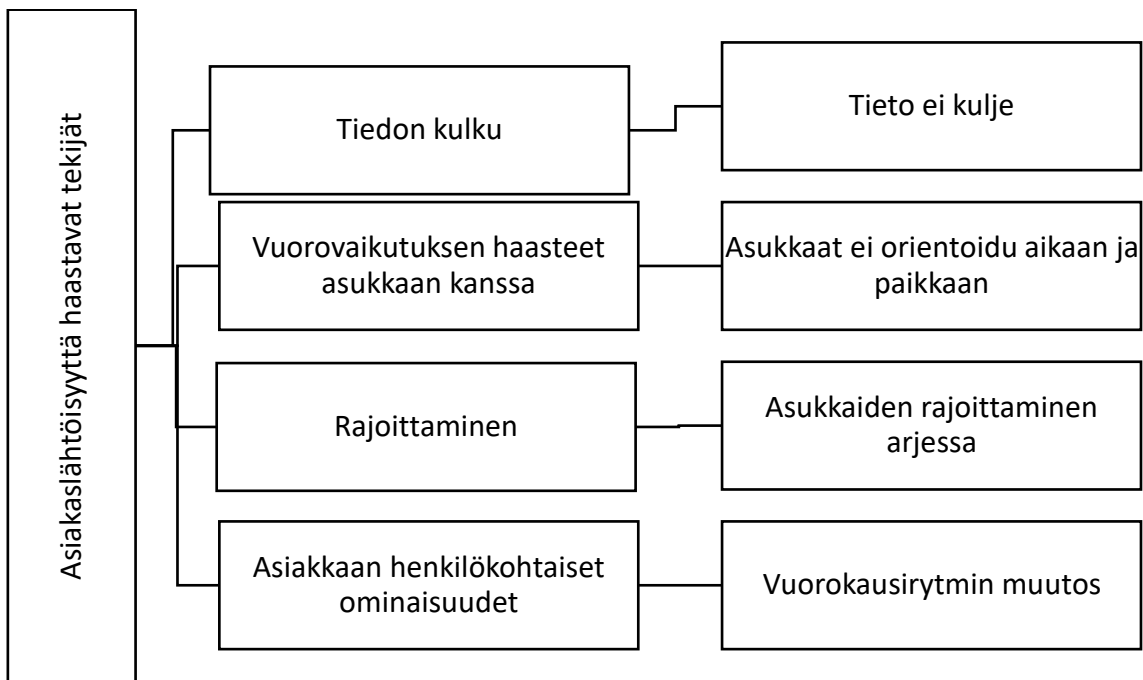 Asiakaslähtöisyyttä haastavat tekijät
Tiedon kulku
Tieto ei kulje
Vuorovaikutuksen haasteet
asukkaan kanssa
Asukkaat ei orientoidu aikaan ja
paikkaan
Rajoittaminen
Asukkaiden rajoittaminen
arjessa
Asiakkaan henkilökohtaiset
ominaisuudet
Vuorokausirytmin muutos